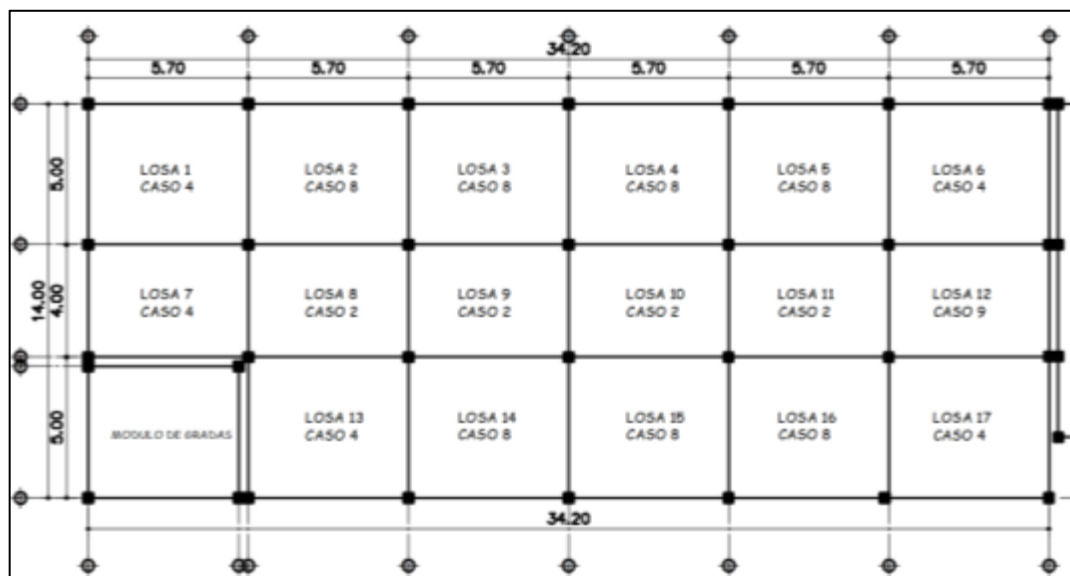 34.20
5.70 5.70 5.70 5.70 5.70 5.70
5.00
LOSA 1
CASO 4
LOSA 2
CASO 8
LOSA 3
CASO 8
LOSA 4
CASO 8
LOSA 5
CASO 8
LOSA 6
CASO 4
14.00
4.00
LOSA 7
CASO 4
LOSA 8
CASO 2
LOSA 9
CASO 2
LOSA 10
CASO 2
LOSA 11
CASO 2
LOSA 12
CASO 9
5.00
MODULO DE GRADAS
LOSA 13
CASO 4
LOSA 14
CASO 8
LOSA 15
CASO 8
LOSA 16
CASO 8
LOSA 17
CASO 4
34.20